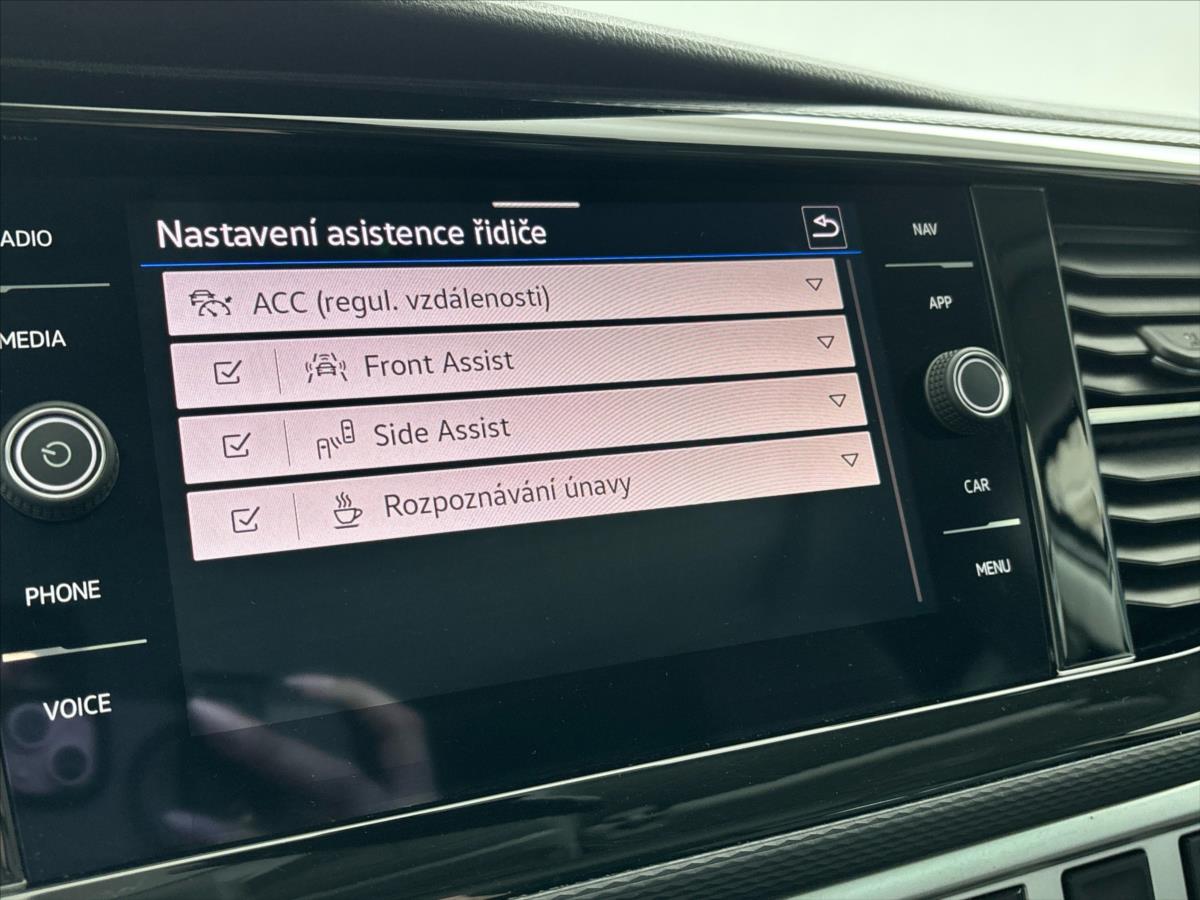 Nastavení asistence řidiče
ACC (regul. vzdálenosti)
Front Assist
Side Assist
Rozpoznávání únavy
ADIO
MEDIA
PHONE
VOICE
NAV
APP
CAR
MENU